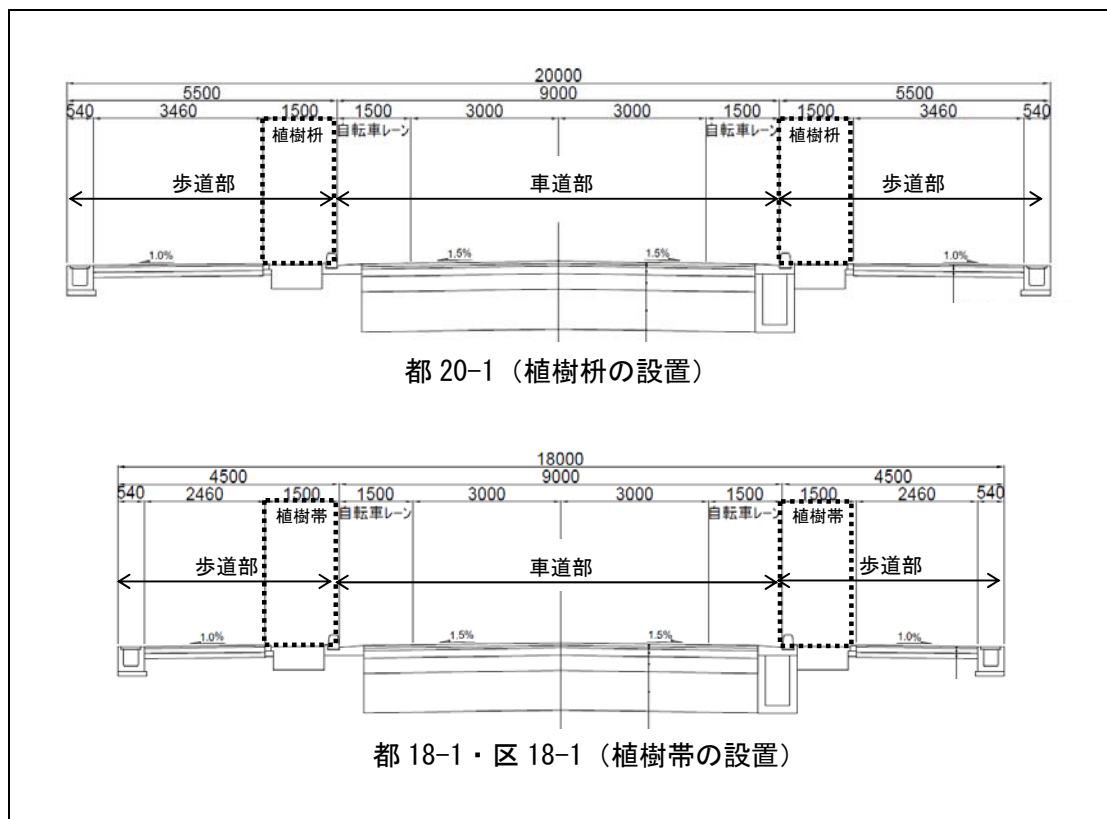 20000
5500 9000 5500
540 3460 1500 1500 3000 3000 1500 1500 3460 540
植樹枡 自転車レーン 自転車レーン 植樹枡
歩道部 車道部 歩道部
1.0% 1.5% 1.5% 1.0%
都 20-1（植樹枡の設置）
18000
4500 9000 4500
540 2460 1500 1500 3000 3000 1500 1500 2460 540
植樹帯 自転車レーン 自転車レーン 植樹帯
歩道部 車道部 歩道部
1.0% 1.5% 1.5% 1.0%
都 18-1・区 18-1（植樹帯の設置）